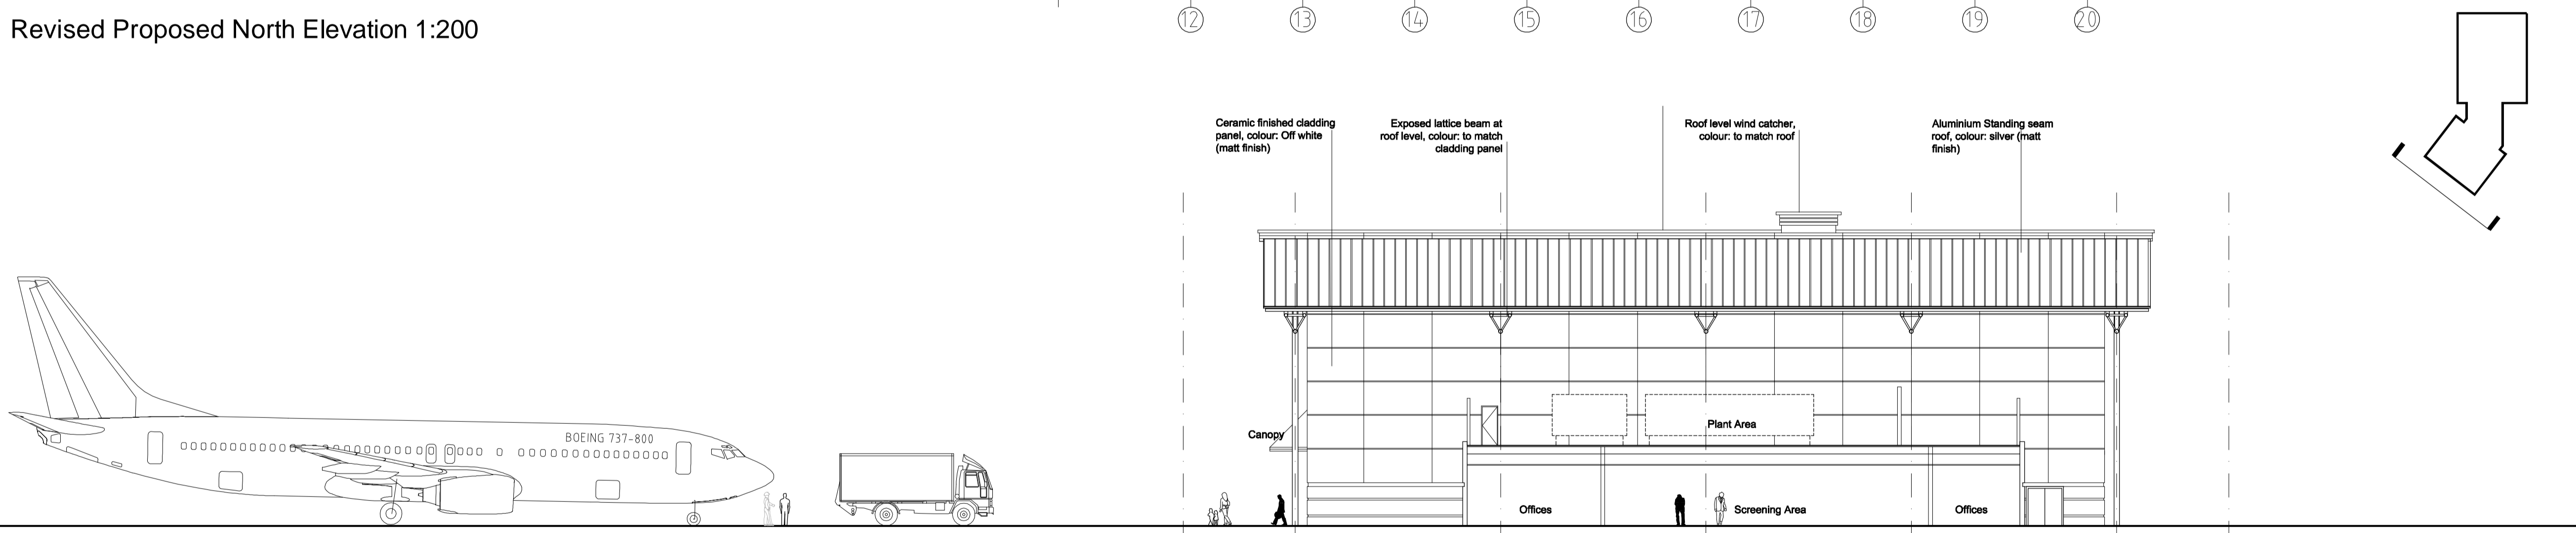 Revised Proposed North Elevation 1:200
12
13
14
15
16
17
18
19
20
Ceramic finished cladding
panel, colour: Off white
(matt finish)
Exposed lattice beam at
roof level, colour: to match
cladding panel
Roof level wind catcher,
colour: to match roof
Aluminium Standing seam
roof, colour: silver (matt
finish)
BOEING 737-800
Canopy
Plant Area
Offices
Screening Area
Offices